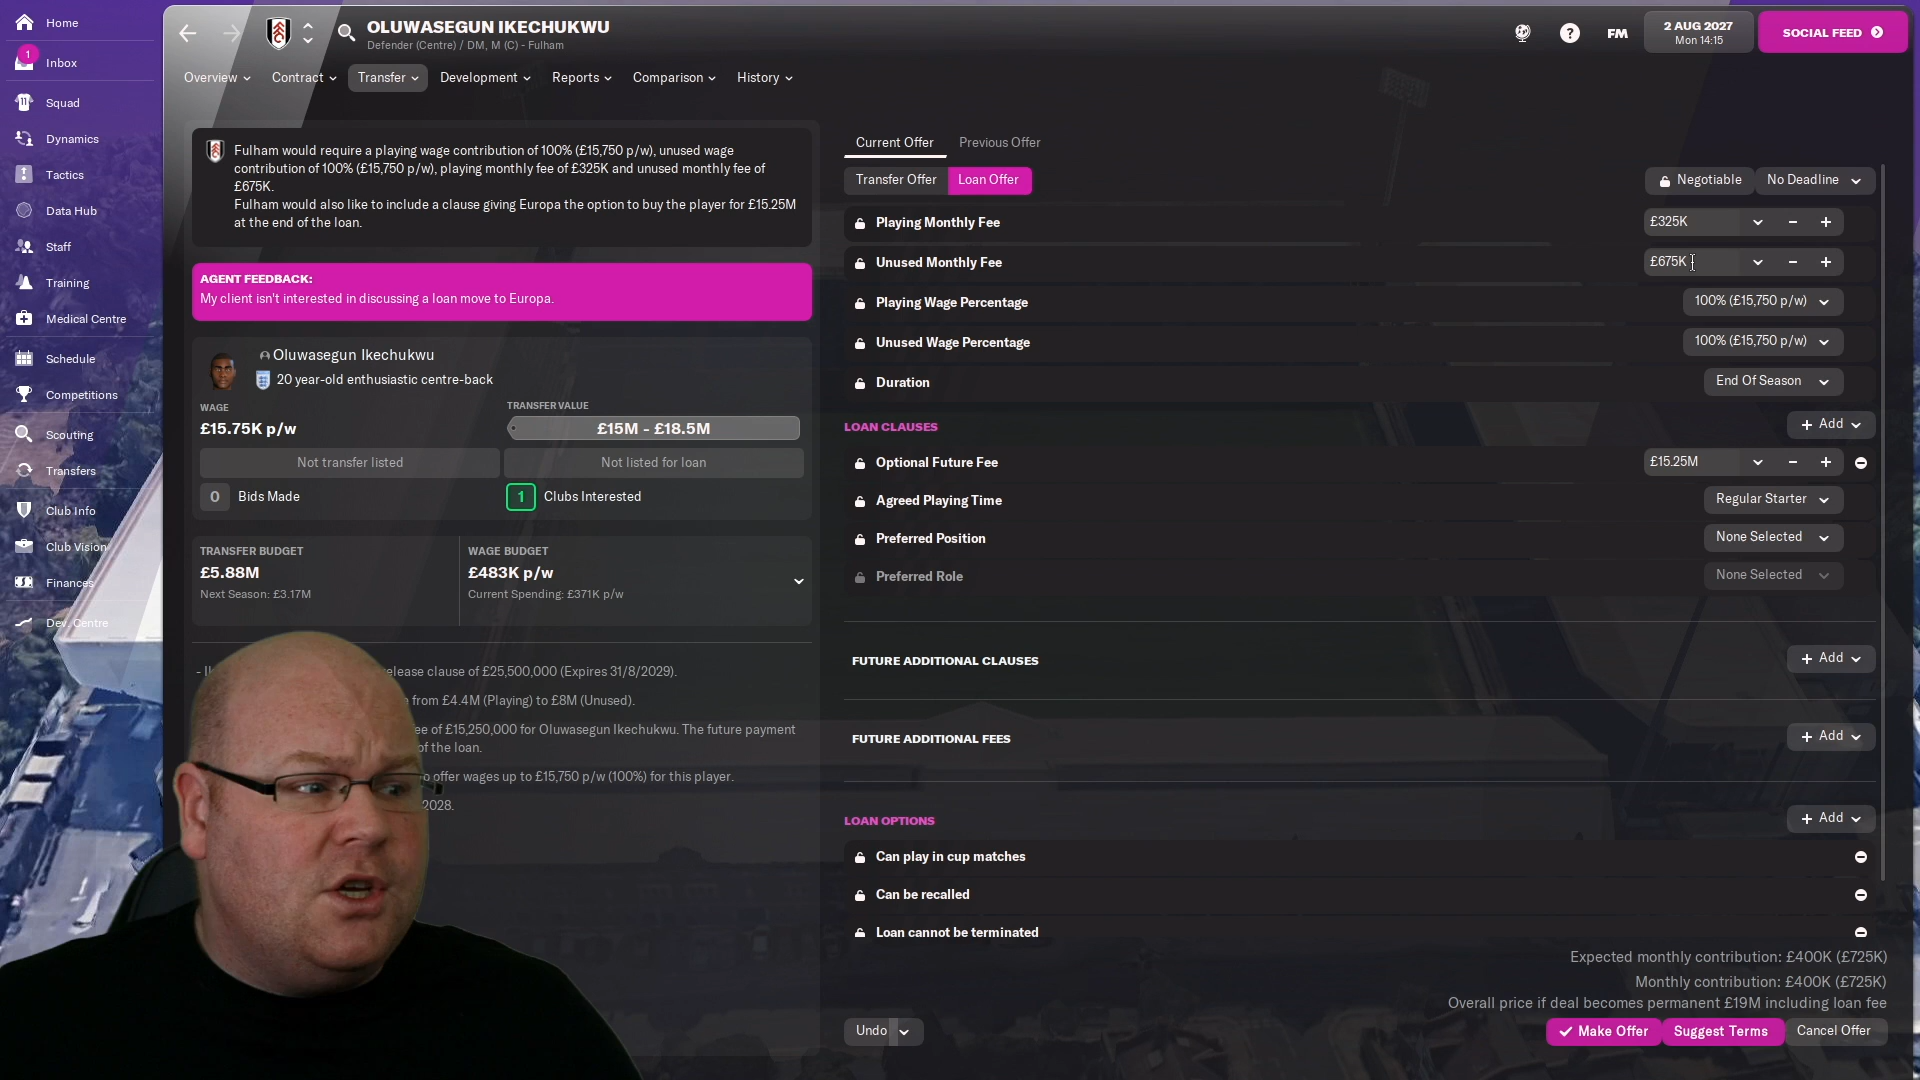 Home
1
Inbox
Squad
Dynamics
Tactics
Data Hub
Staff
Training
Medical Centre
Schedule
Competitions
Scouting
Transfers
Club Info
Club Vision
Finances
Dev. Centre
OLUWASEGUN IKECHUKWU
Defender (Centre) / DM, M (C) - Fulham
?
FM
2 AUG 2027
Mon 14:15
SOCIAL FEED
Overview
Contract
Transfer
Development
Reports
Comparison
History
Fulham would require a playing wage contribution of 100% (£15,750 p/w), unused wage
contribution of 100% (£15,750 p/w), playing monthly fee of £325K and unused monthly fee of
£675K.
Fulham would also like to include a clause giving Europa the option to buy the player for £15.25M
at the end of the loan.
AGENT FEEDBACK:
My client isn't interested in discussing a loan move to Europa.
Oluwasegun Ikechukwu
20 year-old enthusiastic centre-back
WAGE
£15.75K p/w
TRANSFER VALUE
£15M - £18.5M
Not transfer listed
Not listed for loan
0 Bids Made
1 Clubs Interested
TRANSFER BUDGET
£5.88M
Next Season: £3.17M
WAGE BUDGET
£483K p/w
Current Spending: £371K p/w
elease clause of £25,500,000 (Expires 31/8/2029).
from £4.4M (Playing) to £8M (Unused).
ee of £15,250,000 for Oluwasegun Ikechukwu. The future payment
of the loan.
o offer wages up to £15,750 p/w (100%) for this player.
2028.
Current Offer
Previous Offer
Transfer Offer
Loan Offer
Negotiable
No Deadline
Playing Monthly Fee
£325K
Unused Monthly Fee
£675K
Playing Wage Percentage
100% (£15,750 p/w)
Unused Wage Percentage
100% (£15,750 p/w)
Duration
End Of Season
LOAN CLAUSES
+ Add
Optional Future Fee
£15.25M
Agreed Playing Time
Regular Starter
Preferred Position
None Selected
Preferred Role
None Selected
FUTURE ADDITIONAL CLAUSES
+ Add
FUTURE ADDITIONAL FEES
+ Add
LOAN OPTIONS
+ Add
Can play in cup matches
Can be recalled
Loan cannot be terminated
Expected monthly contribution: £400K (£725K)
Monthly contribution: £400K (£725K)
Overall price if deal becomes permanent £19M including loan fee
Undo
Make Offer
Suggest Terms
Cancel Offer